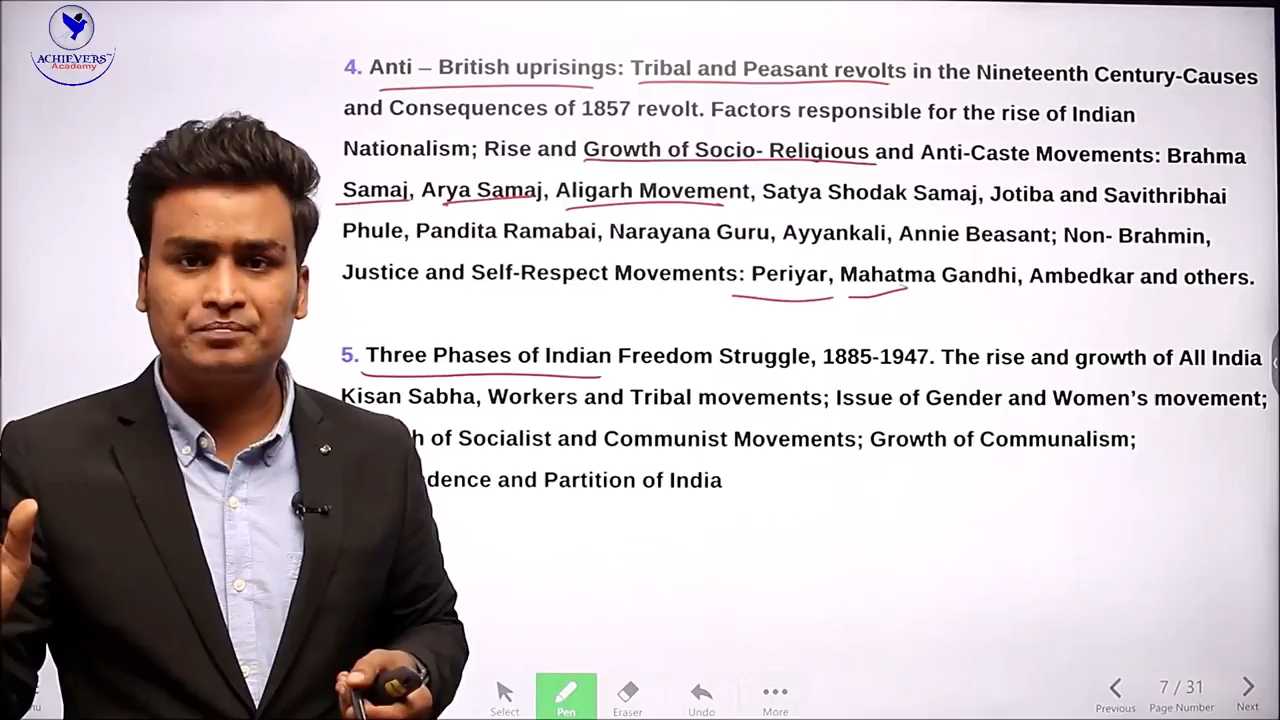 ACHIEVERS™
Academy
4. Anti – British uprisings: Tribal and Peasant revolts in the Nineteenth Century-Causes
and Consequences of 1857 revolt. Factors responsible for the rise of Indian
Nationalism; Rise and Growth of Socio- Religious and Anti-Caste Movements: Brahma
Samaj, Arya Samaj, Aligarh Movement, Satya Shodak Samaj, Jotiba and Savithribhai
Phule, Pandita Ramabai, Narayana Guru, Ayyankali, Annie Beasant; Non- Brahmin,
Justice and Self-Respect Movements: Periyar, Mahatma Gandhi, Ambedkar and others.
5. Three Phases of Indian Freedom Struggle, 1885-1947. The rise and growth of All India
Kisan Sabha, Workers and Tribal movements; Issue of Gender and Women's movement;
of Socialist and Communist Movements; Growth of Communalism;
and Partition of India
Select Pen Eraser Undo More Previous 7 / 31 Page Number Next